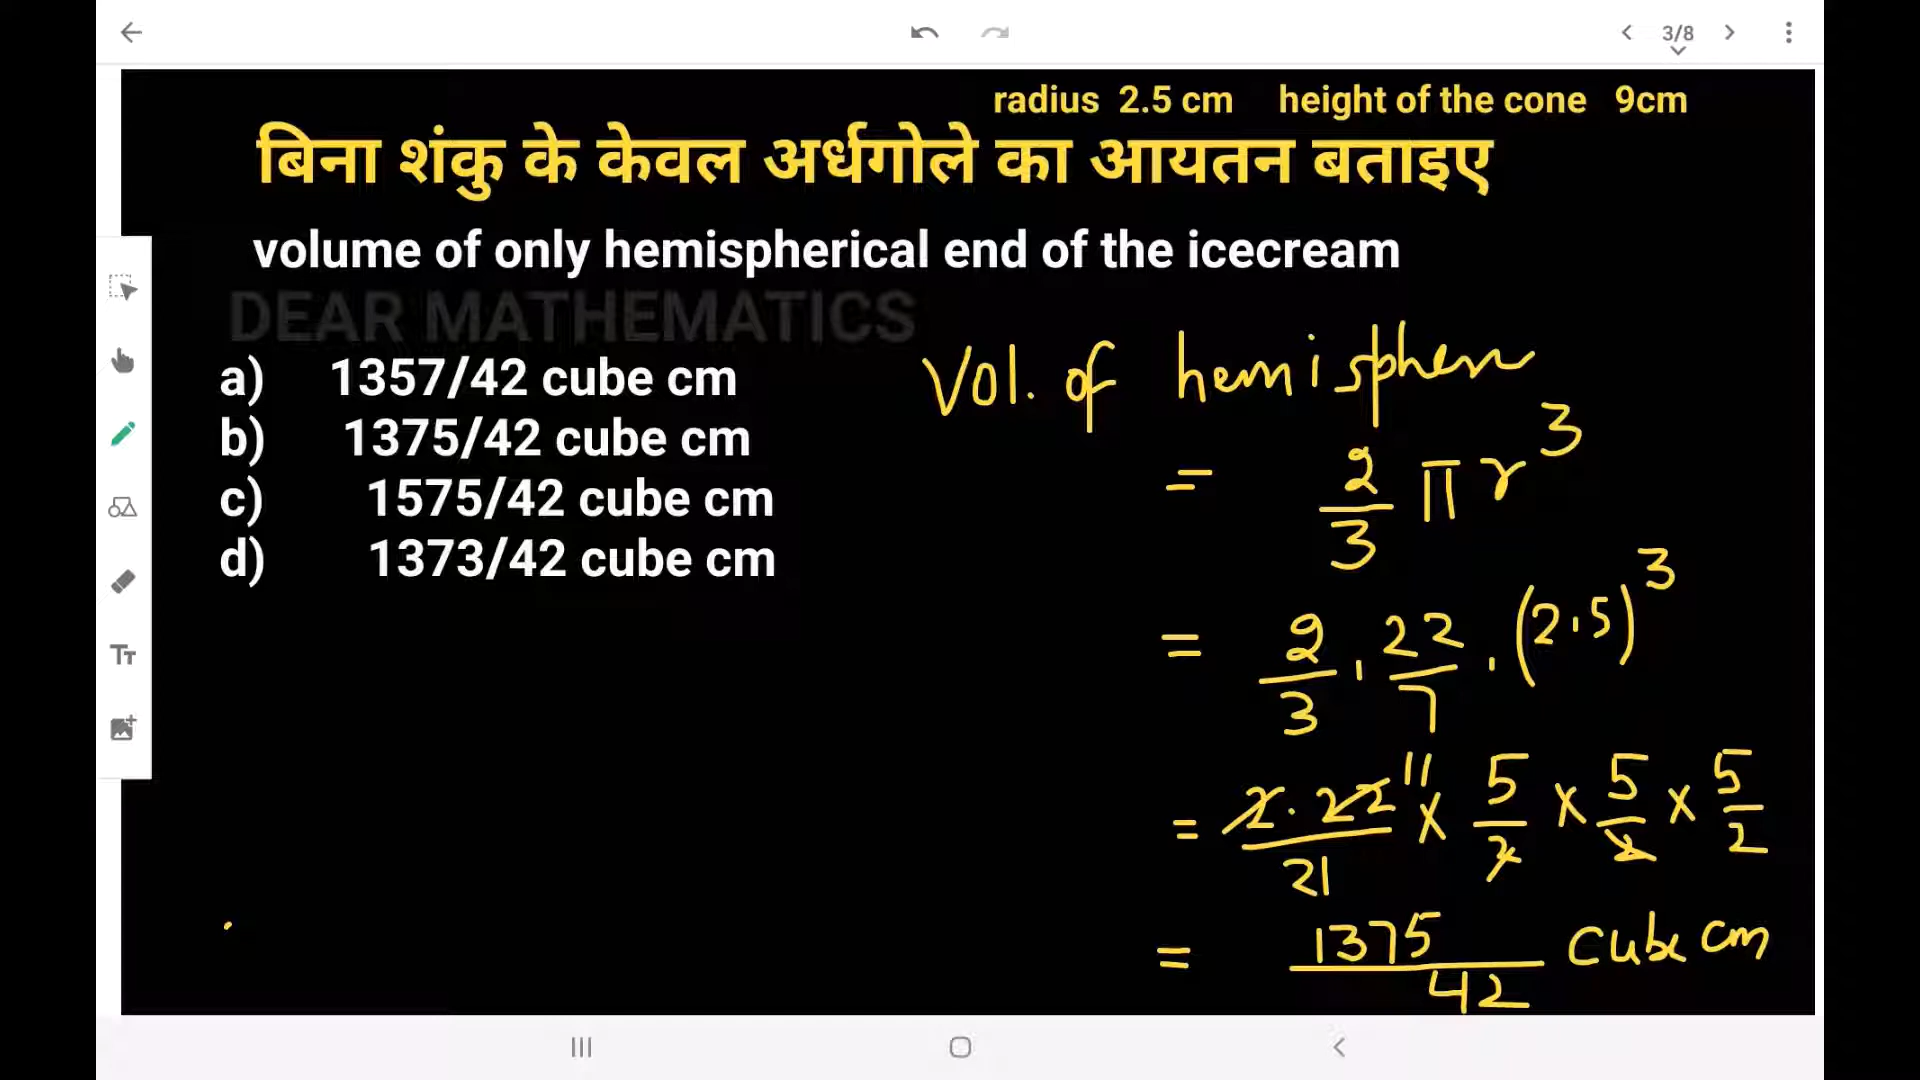 3/8
radius 2.5 cm height of the cone 9cm
बिना शंकु के केवल अर्धगोले का आयतन बताइए
volume of only hemispherical end of the icecream
DEAR MATHEMATICS
a) 1357/42 cube cm
b) 1375/42 cube cm
c) 1575/42 cube cm
d) 1373/42 cube cm
Vol. of hemisphere
= 2/3 π r³
= 2/3 . 22/7 . (2.5)³
= 2.22/21 11 × 5/2 × 5/2 × 5/2
= 1375/42 cube cm
Tт